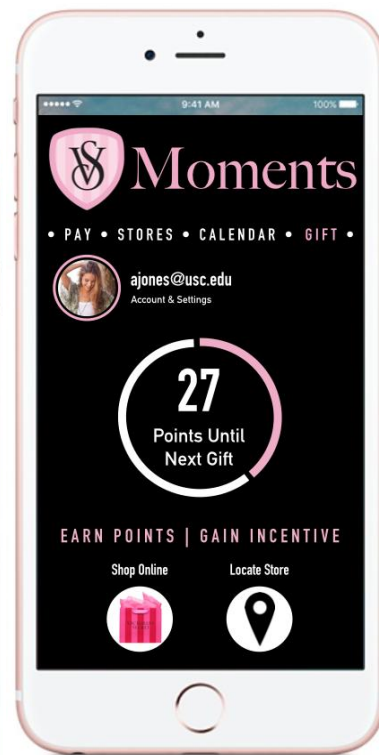 9:41 AM 100%
VS Moments
• PAY • STORES • CALENDAR • GIFT •
ajones@usc.edu
Account & Settings
27
Points Until
Next Gift
EARN POINTS | GAIN INCENTIVE
Shop Online Locate Store